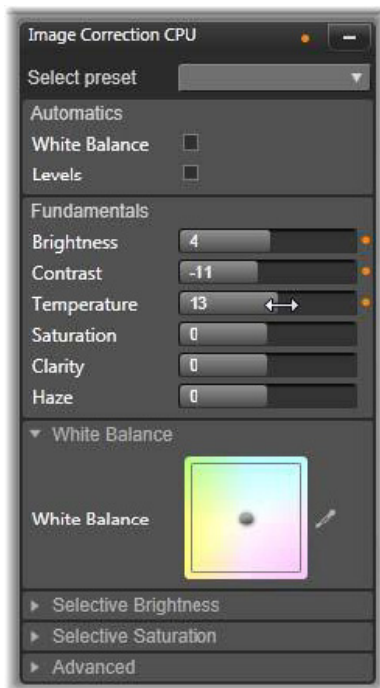 Image Correction CPU
Select preset
Automatics
White Balance
Levels
Fundamentals
Brightness 4
Contrast -11
Temperature 13
Saturation 0
Clarity 0
Haze 0
White Balance
White Balance
Selective Brightness
Selective Saturation
Advanced